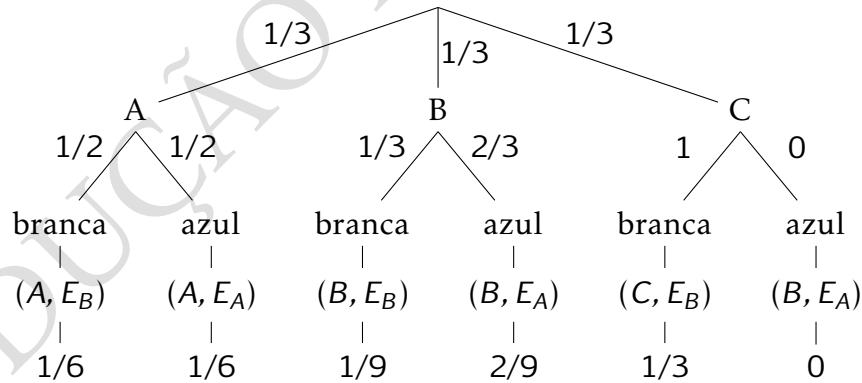 1/3 1/3 1/3
A B C
1/2 1/2 1/3 2/3 1 0
branca azul branca azul branca azul
(A, E_B) (A, E_A) (B, E_B) (B, E_A) (C, E_B) (B, E_A)
1/6 1/6 1/9 2/9 1/3 0
DUÇÃO